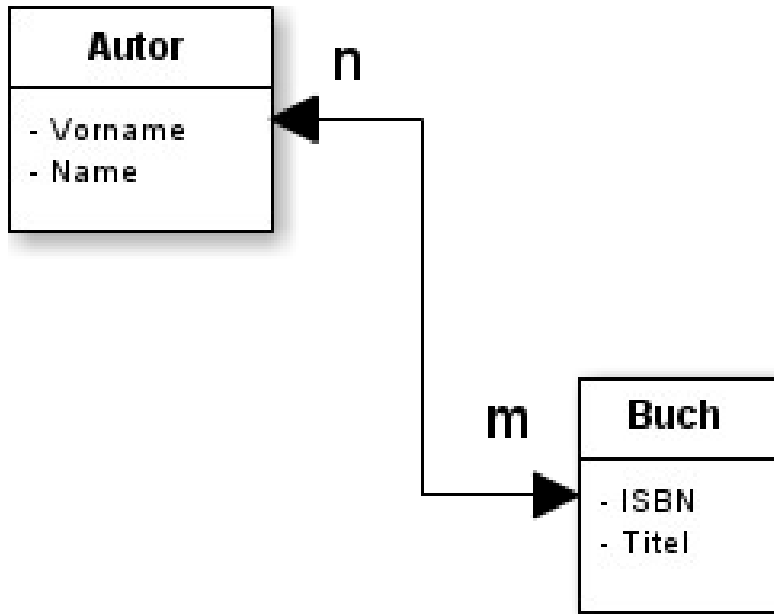 Autor
n
- Vorname
- Name
m
Buch
- ISBN
- Titel